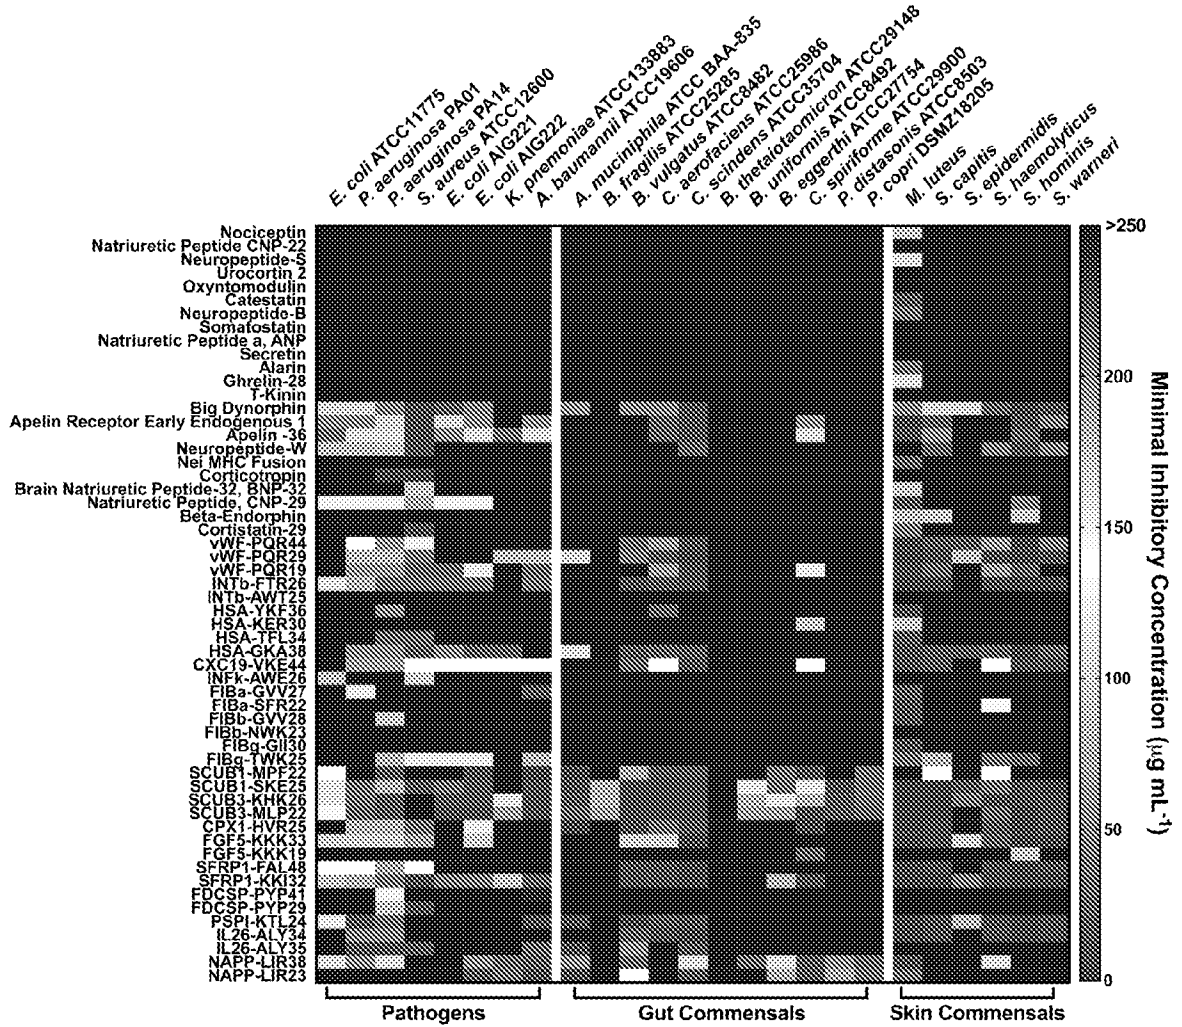 E. coli ATCC11775
P. aeruginosa PA01
P. aeruginosa PA14
S. aureus ATCC12600
E. coli AIG221
E. coli AIG222
K. pnemoniae ATCC133883
A. baumanni ATCC19606
A. muciniphila ATCC BAA-835
B. fragilis ATCC25285
B. vulgatus ATCC8482
C. aerofaciens ATCC25986
C. scindens ATCC35704
B. thetaiotaomicron ATCC29148
B. uniformis ATCC8492
B. eggerthi ATCC27754
C. spiriforme ATCC29900
P. distasonis ATCC8503
P. copri DSMZ18205
M. luteus
S. capitis
S. epidermidis
S. haemolyticus
S. hominis
S. warneri
Nociceptin
Natriuretic Peptide CNP-22
Neuropeptide-S
Urocortin 2
Oxyntomodulin
Catestatin
Neuropeptide-B
Somatostatin
Natriuretic Peptide a, ANP
Secretin
Alarin
Ghrelin-28
T-Kinin
Big Dynorphin
Apelin Receptor Early Endogenous 1
Apelin -36
Neuropeptide-W
Nei MHC Fusion
Corticotropin
Brain Natriuretic Peptide-32, BNP-32
Natriuretic Peptide, CNP-29
Beta-Endorphin
Cortistatin-29
vWF-PQR44
vWF-PQR29
vWF-PQR19
INTb-FTR26
INTb-AWT25
HSA-YKF36
HSA-KER30
HSA-TFL34
HSA-GKA38
CXC19-VKE44
INFk-AWE26
FIBa-GVV27
FIBa-SFR22
FIBb-GVV28
FIBb-NWK23
FIBg-GII30
FIBg-TWK25
SCUB1-MPF22
SCUB1-SKE25
SCUB3-KHK26
SCUB3-MLP22
CPX1-HVR25
FGF5-KKK33
FGF5-KKK19
SFRP1-FAL48
SFRP1-KKI32
FDCSP-PYP41
FDCSP-PYP29
PSPI-KTL24
IL26-ALY34
IL26-ALY35
NAPP-LIR38
NAPP-LIR23
>250
200
150
100
50
0
Minimal Inhibitory Concentration (μg mL-1)
Pathogens
Gut Commensals
Skin Commensals